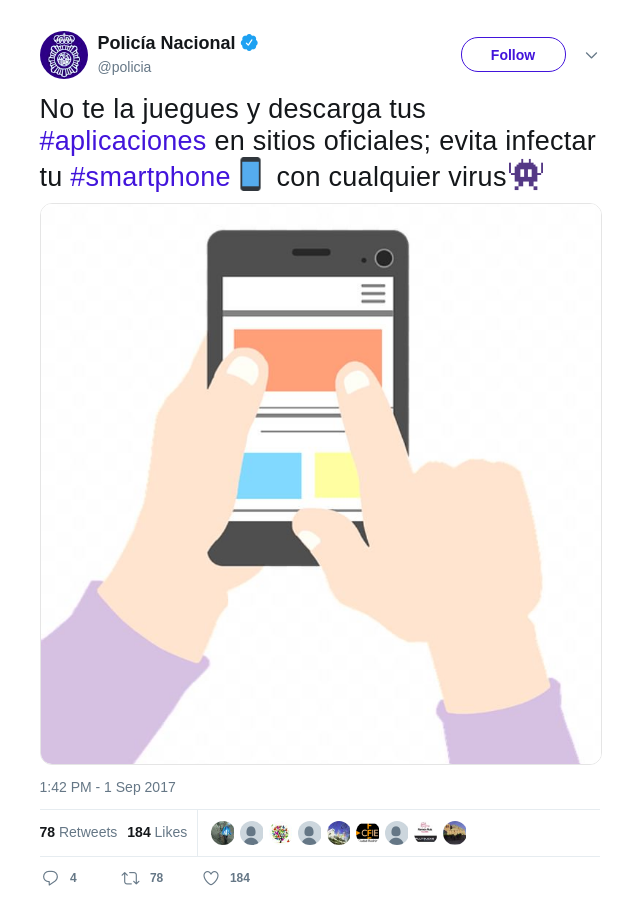 Policía Nacional
@policia
Follow
No te la juegues y descarga tus
#aplicaciones en sitios oficiales; evita infectar
tu #smartphone con cualquier virus
1:42 PM - 1 Sep 2017
78 Retweets 184 Likes
CFIE
4 78 184